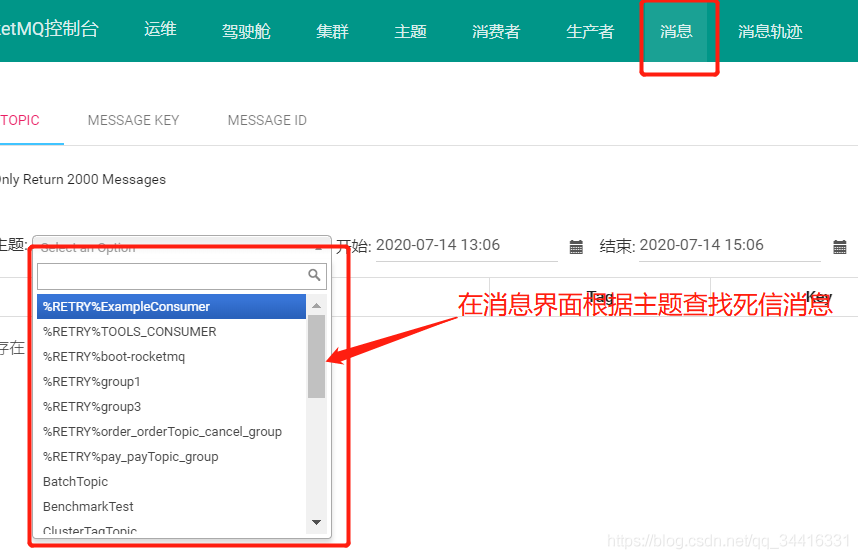 etMQ控制台 运维 驾驶舱 集群 主题 消费者 生产者 消息 消息轨迹
TOPIC MESSAGE KEY MESSAGE ID
Only Return 2000 Messages
主题: Select an Option 开始: 2020-07-14 13:06 结束: 2020-07-14 15:06
Tag Key
在消息界面根据主题查找死信消息
%RETRY%ExampleConsumer
%RETRY%TOOLS_CONSUMER
存在 %RETRY%boot-rocketmq
%RETRY%group1
%RETRY%group3
%RETRY%order_orderTopic_cancel_group
%RETRY%pay_payTopic_group
BatchTopic
BenchmarkTest
ClusterTagTopic
https://blog.csdn.net/qq_34416331